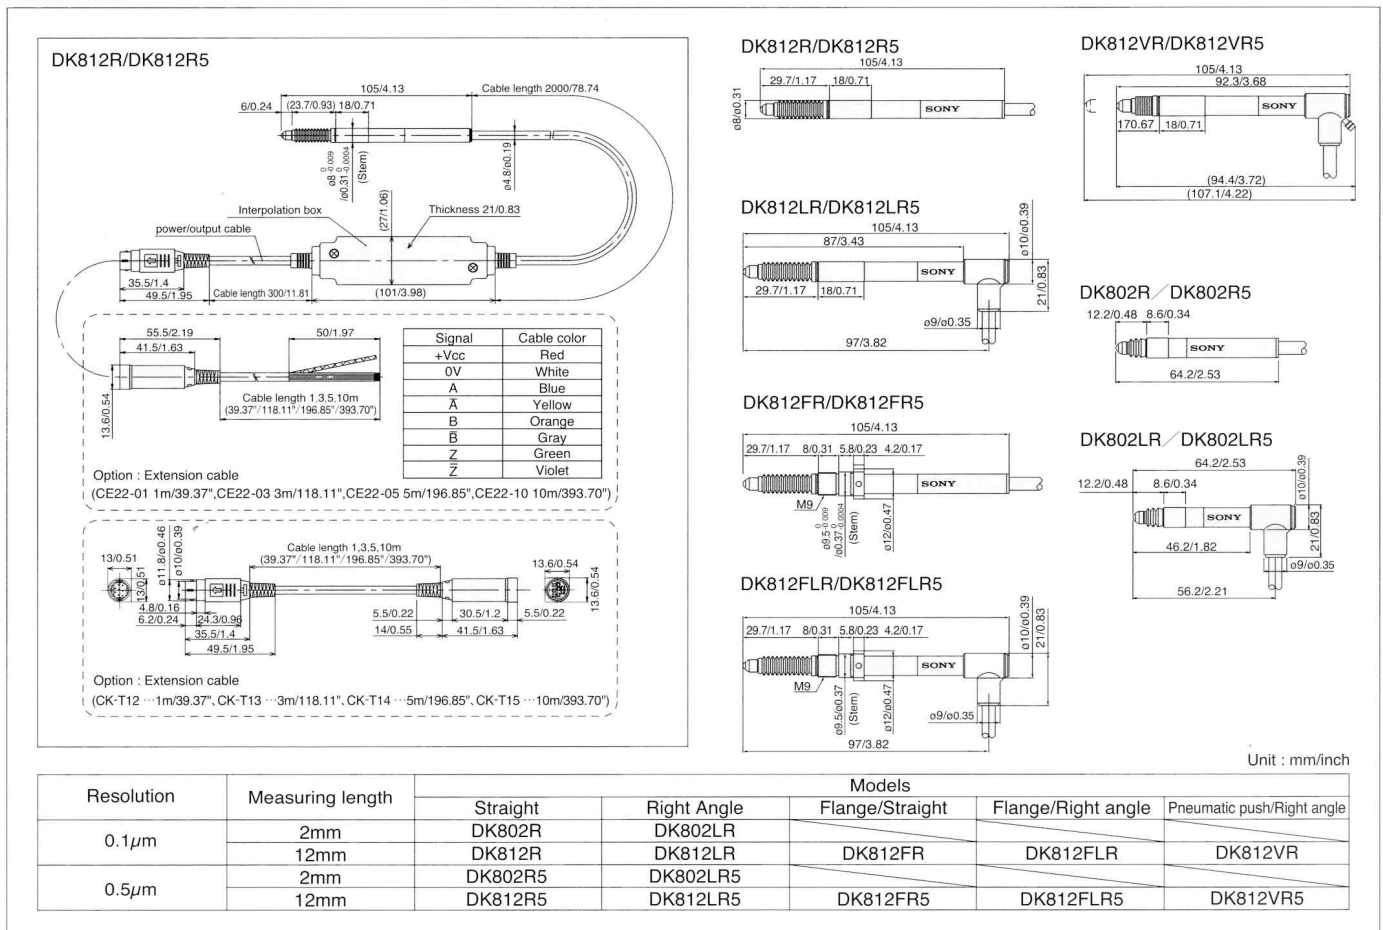 DK812R/DK812R5
105/4.13
Cable length 2000/78.74
6/0.24
(23.7/0.93)
18/0.71
ø8 0 -0.009
/ø0.31 0 -0.0004
(Stem)
ø4.8/ø0.19
Interpolation box
(27/1.06)
Thickness 21/0.83
power/output cable
35.5/1.4
49.5/1.95
Cable length 300/11.81
(101/3.98)
55.5/2.19
50/1.97
41.5/1.63
13.6/0.54
Cable length 1,3,5,10m
(39.37"/118.11"/196.85"/393.70")
Signal Cable color
+Vcc Red
0V White
A Blue
A̅ Yellow
B Orange
B̅ Gray
Z Green
Z̅ Violet
Option : Extension cable
(CE22-01 1m/39.37",CE22-03 3m/118.11",CE22-05 5m/196.85",CE22-10 10m/393.70")
13/0.51
13/0.51
ø11.8/ø0.46
ø10/ø0.39
Cable length 1,3,5,10m
(39.37"/118.11"/196.85"/393.70")
13.6/0.54
13.6/0.54
4.8/0.16
6.2/0.24
24.3/0.96
35.5/1.4
49.5/1.95
5.5/0.22
30.5/1.2
5.5/0.22
14/0.55
41.5/1.63
Option : Extension cable
(CK-T12 ···1m/39.37"、CK-T13 ···3m/118.11"、CK-T14 ···5m/196.85"、CK-T15 ···10m/393.70")
DK812R/DK812R5
105/4.13
29.7/1.17
18/0.71
ø8/ø0.31
SONY
DK812LR/DK812LR5
105/4.13
87/3.43
ø10/ø0.39
SONY
29.7/1.17
18/0.71
21/0.83
ø9/ø0.35
97/3.82
DK812FR/DK812FR5
105/4.13
29.7/1.17
8/0.31
5.8/0.23
4.2/0.17
SONY
M9
ø9.5 0 -0.009
/ø0.37 0 -0.0004
(Stem)
ø12/ø0.47
DK812FLR/DK812FLR5
105/4.13
29.7/1.17
8/0.31
5.8/0.23
4.2/0.17
ø10/ø0.39
21/0.83
SONY
M9
ø9.5/ø0.37
(Stem)
ø12/ø0.47
ø9/ø0.35
97/3.82
DK812VR/DK812VR5
105/4.13
92.3/3.68
SONY
170.67
18/0.71
(94.4/3.72)
(107.1/4.22)
DK802R／DK802R5
12.2/0.48
8.6/0.34
SONY
64.2/2.53
DK802LR／DK802LR5
64.2/2.53
12.2/0.48
8.6/0.34
ø10/ø0.39
SONY
21/0.83
46.2/1.82
ø9/ø0.35
56.2/2.21
Unit : mm/inch
Resolution Measuring length Models
Straight Right Angle Flange/Straight Flange/Right angle Pneumatic push/Right angle
0.1μm 2mm DK802R DK802LR
12mm DK812R DK812LR DK812FR DK812FLR DK812VR
0.5μm 2mm DK802R5 DK802LR5
12mm DK812R5 DK812LR5 DK812FR5 DK812FLR5 DK812VR5